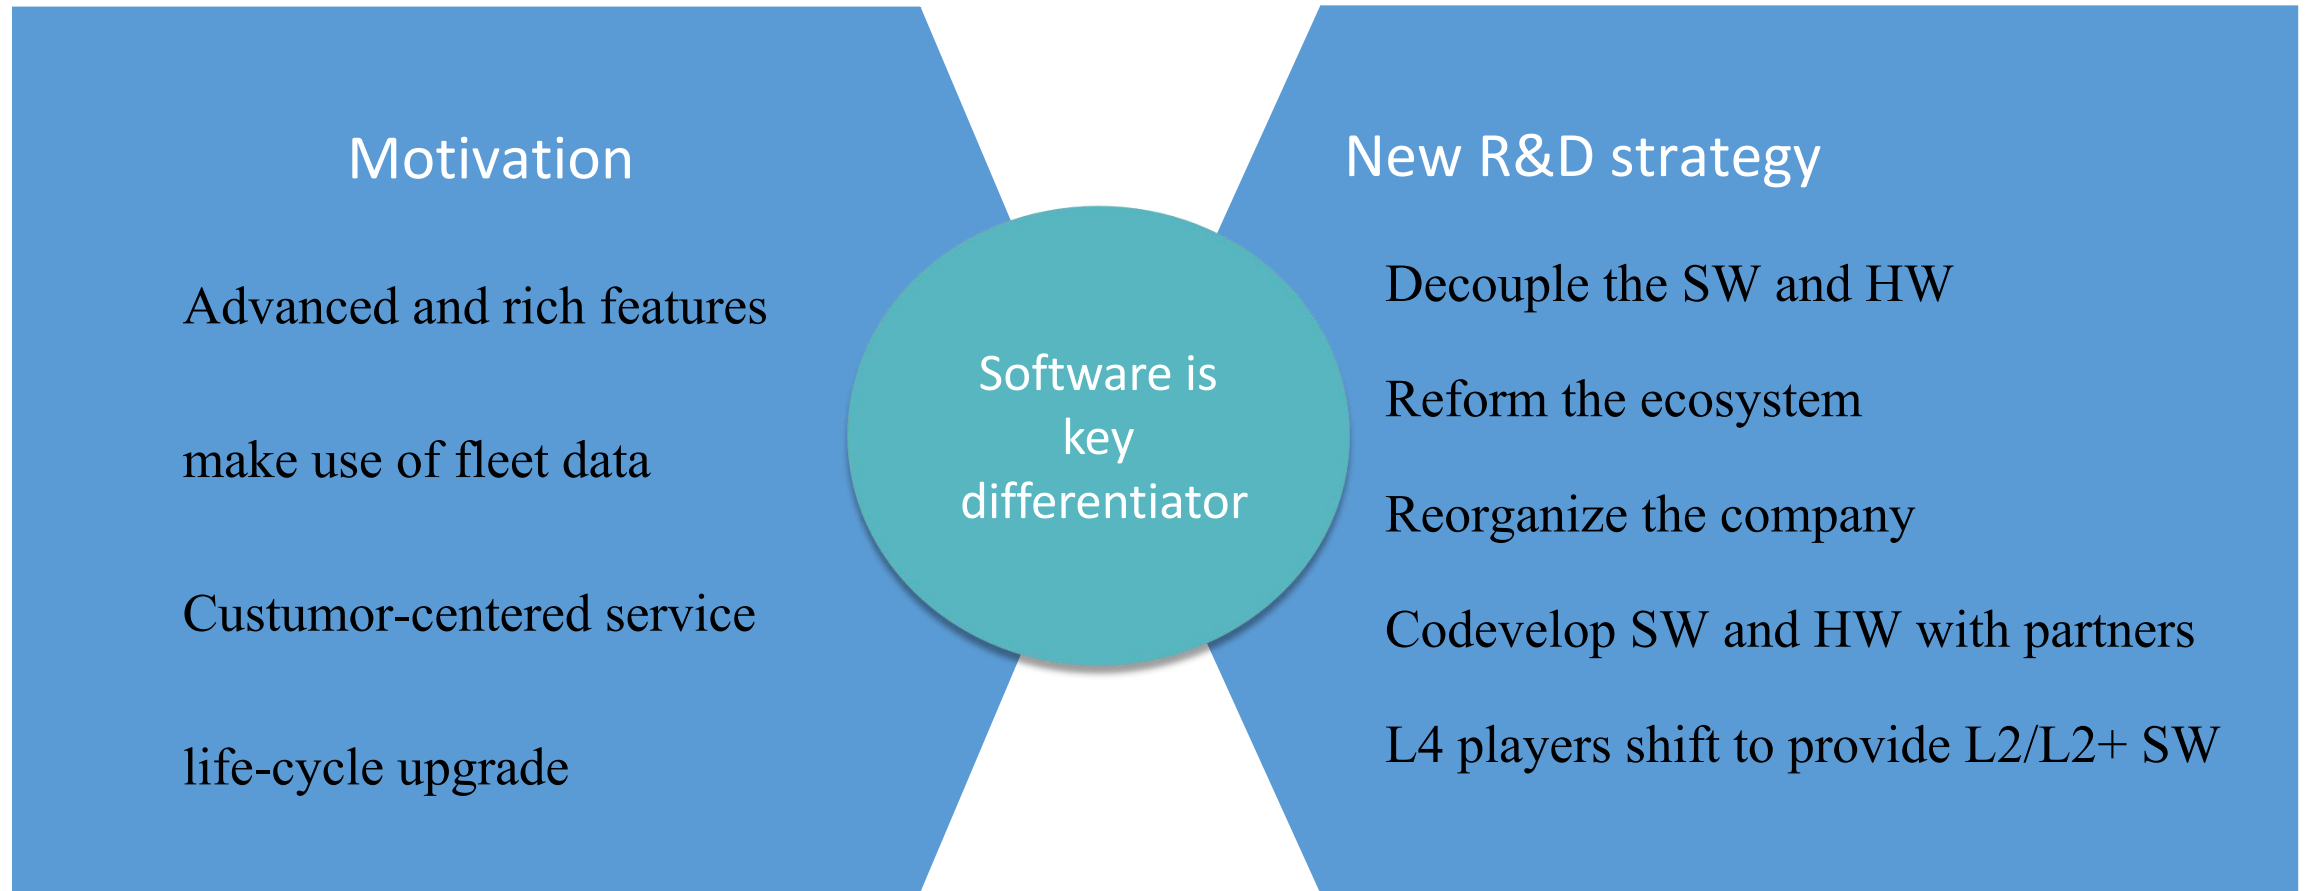 Motivation
Advanced and rich features
make use of fleet data
Custumor-centered service
life-cycle upgrade
Software is
key
differentiator
New R&D strategy
Decouple the SW and HW
Reform the ecosystem
Reorganize the company
Codevelop SW and HW with partners
L4 players shift to provide L2/L2+ SW